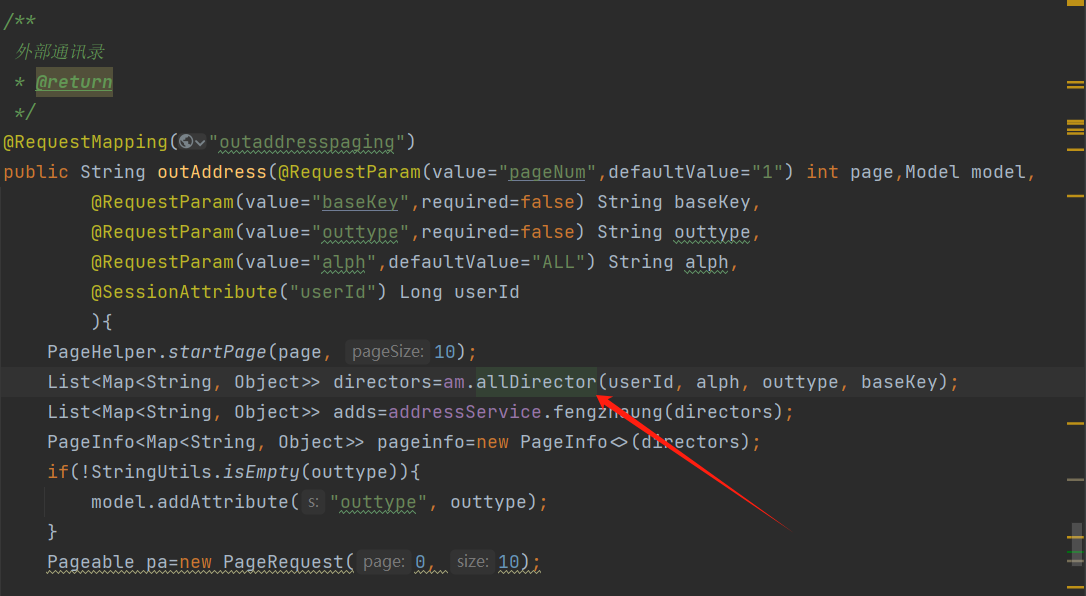 /**
外部通讯录
* @return
*/
@RequestMapping("outaddresspaging")
public String outAddress(@RequestParam(value="pageNum",defaultValue="1") int page,Model model,
@RequestParam(value="baseKey",required=false) String baseKey,
@RequestParam(value="outtype",required=false) String outtype,
@RequestParam(value="alph",defaultValue="ALL") String alph,
@SessionAttribute("userId") Long userId
){
PageHelper.startPage(page, pageSize: 10);
List<Map<String, Object>> directors=am.allDirector(userId, alph, outtype, baseKey);
List<Map<String, Object>> adds=addressService.fengzhaung(directors);
PageInfo<Map<String, Object>> pageinfo=new PageInfo<>(directors);
if(!StringUtils.isEmpty(outtype)){
model.addAttribute( s: "outtype", outtype);
}
Pageable pa=new PageRequest( page: 0, size: 10);